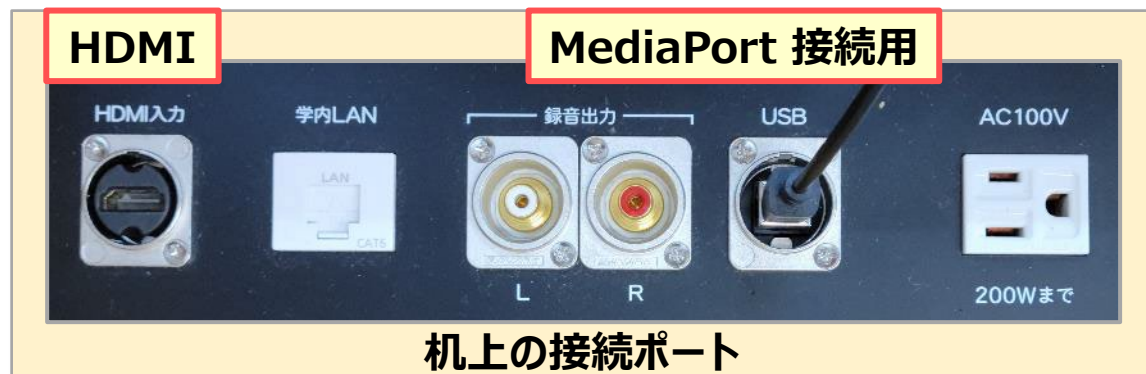 HDMI
MediaPort 接続用
HDMI入力
学内LAN
録音出力
USB
AC100V
LAN
CAT6
L
R
200Wまで
机上の接続ポート